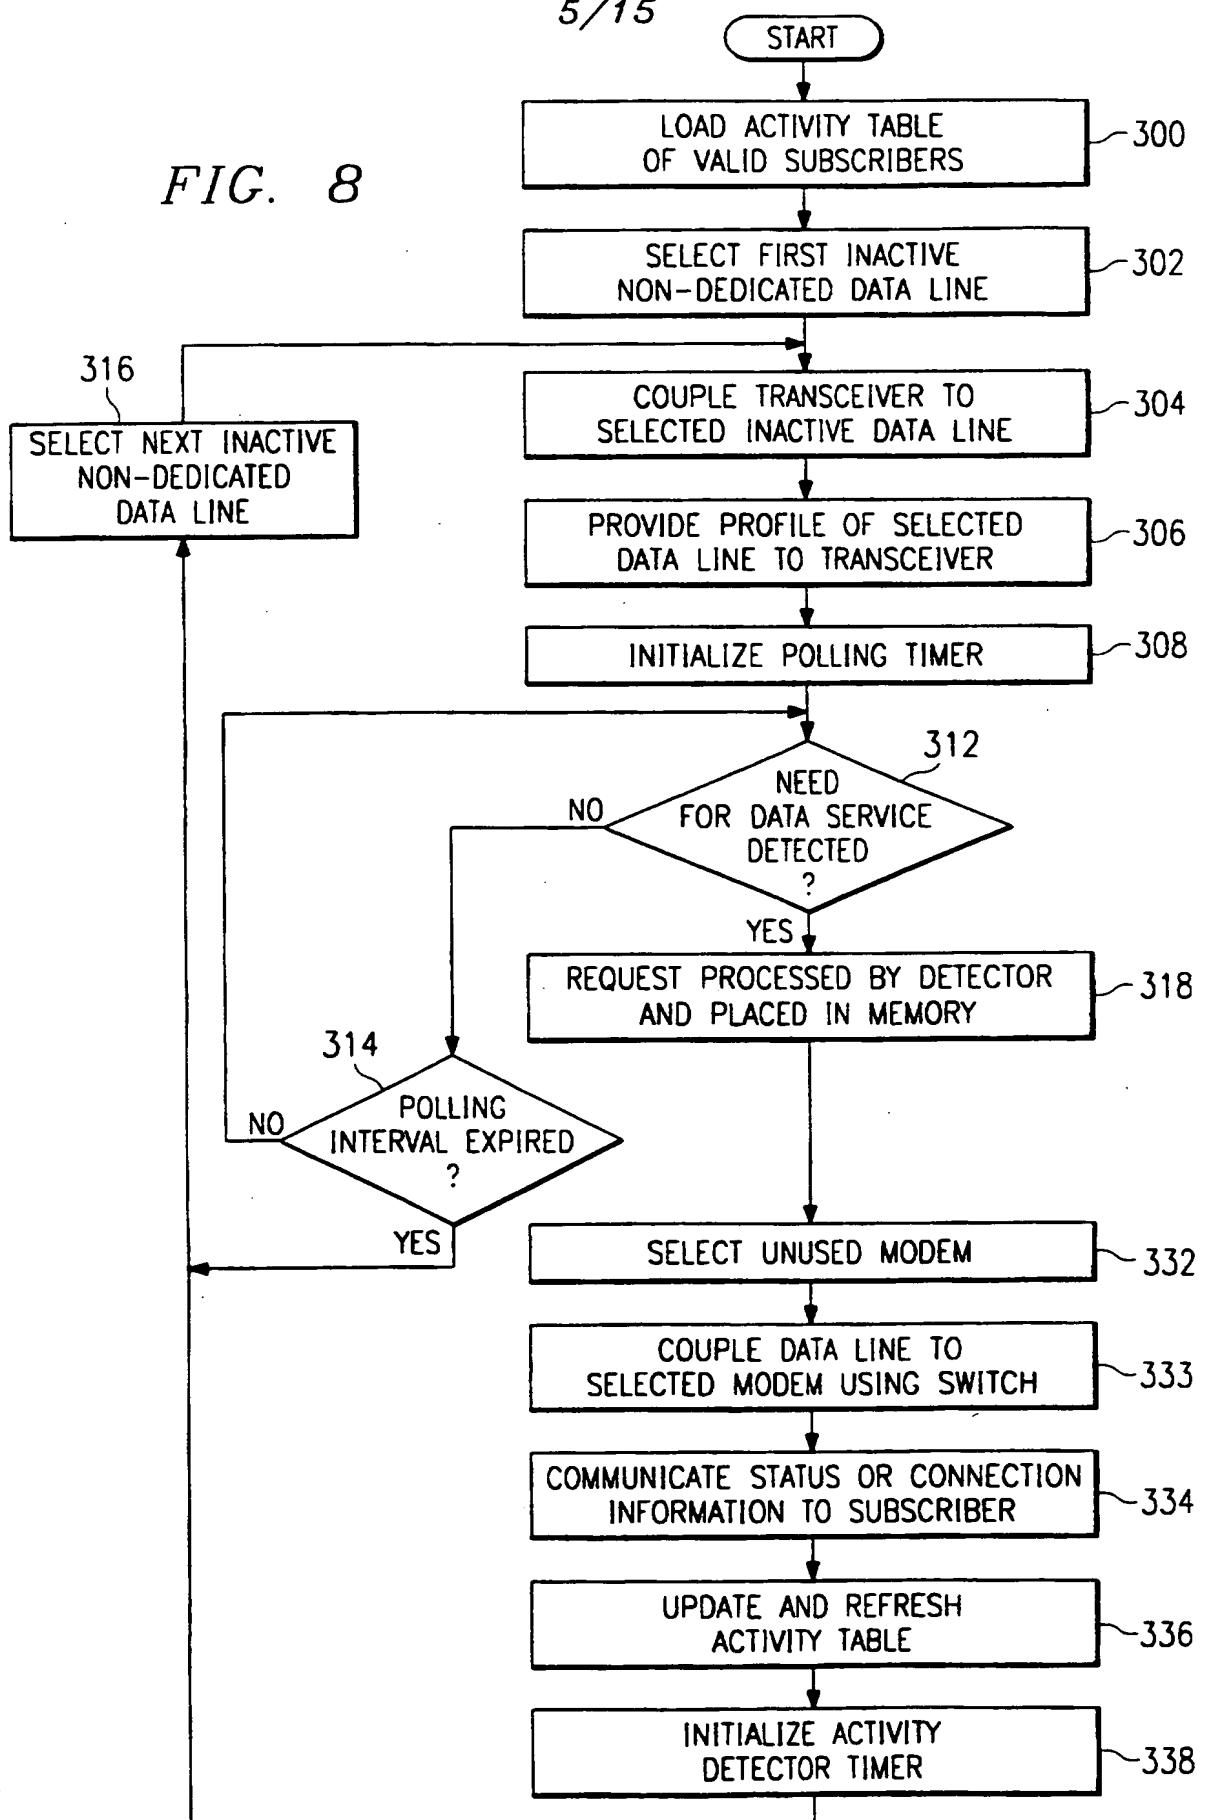 5/15
START
FIG. 8
LOAD ACTIVITY TABLE
OF VALID SUBSCRIBERS
300
SELECT FIRST INACTIVE
NON-DEDICATED DATA LINE
302
316
SELECT NEXT INACTIVE
NON-DEDICATED
DATA LINE
COUPLE TRANSCEIVER TO
SELECTED INACTIVE DATA LINE
304
PROVIDE PROFILE OF SELECTED
DATA LINE TO TRANSCEIVER
306
INITIALIZE POLLING TIMER
308
312
NEED
FOR DATA SERVICE
DETECTED
?
NO
YES
REQUEST PROCESSED BY DETECTOR
AND PLACED IN MEMORY
318
314
POLLING
INTERVAL EXPIRED
?
NO
YES
SELECT UNUSED MODEM
332
COUPLE DATA LINE TO
SELECTED MODEM USING SWITCH
333
COMMUNICATE STATUS OR CONNECTION
INFORMATION TO SUBSCRIBER
334
UPDATE AND REFRESH
ACTIVITY TABLE
336
INITIALIZE ACTIVITY
DETECTOR TIMER
338